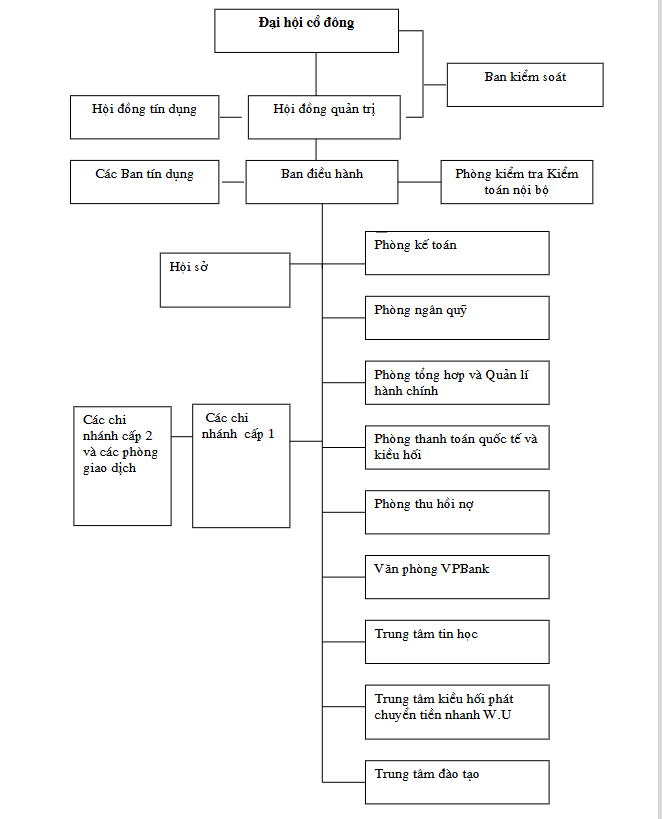 Đại hội cổ đông
Ban kiểm soát
Hội đồng tín dụng
Hội đồng quản trị
Các Ban tín dụng
Ban điều hành
Phòng kiểm tra Kiểm
toán nội bộ
Phòng kế toán
Hội sở
Phòng ngân quỹ
Phòng tổng hơp và Quản lí
hành chính
Các chi
nhánh cấp 2
và các phòng
giao dịch
Các chi
nhánh cấp 1
Phòng thanh toán quốc tế và
kiều hối
Phòng thu hồi nợ
Văn phòng VPBank
Trung tâm tin học
Trung tâm kiều hối phát
chuyển tiền nhanh W.U
Trung tâm đào tạo